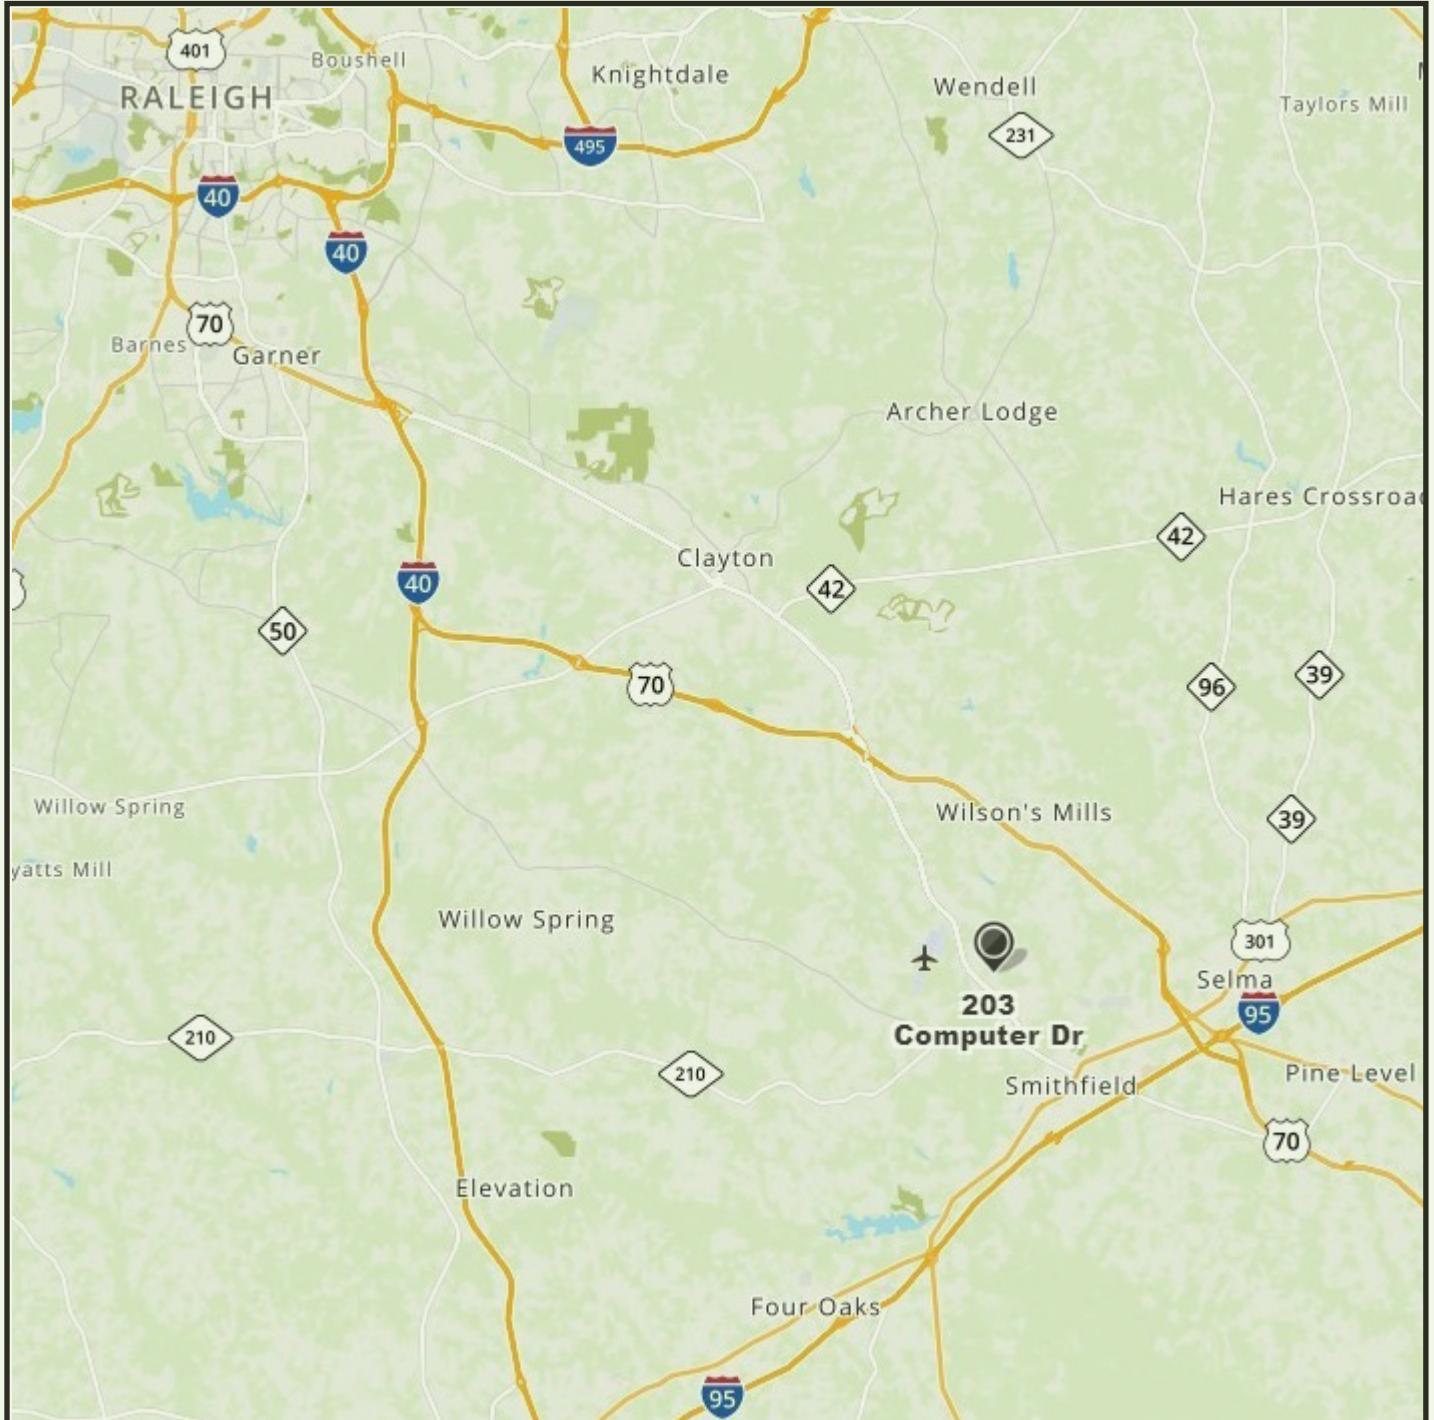 401
Boushell
Knightdale
Wendell
RALEIGH
Taylors Mill
231
495
40
40
70
Barnes
Garner
Archer Lodge
Hares Crossroa
42
Clayton
40
42
50
70
96
39
Willow Spring
Wilson's Mills
39
yatts Mill
Willow Spring
301
Selma
203
Computer Dr
95
210
210
Smithfield
Pine Level
70
Elevation
Four Oaks
95